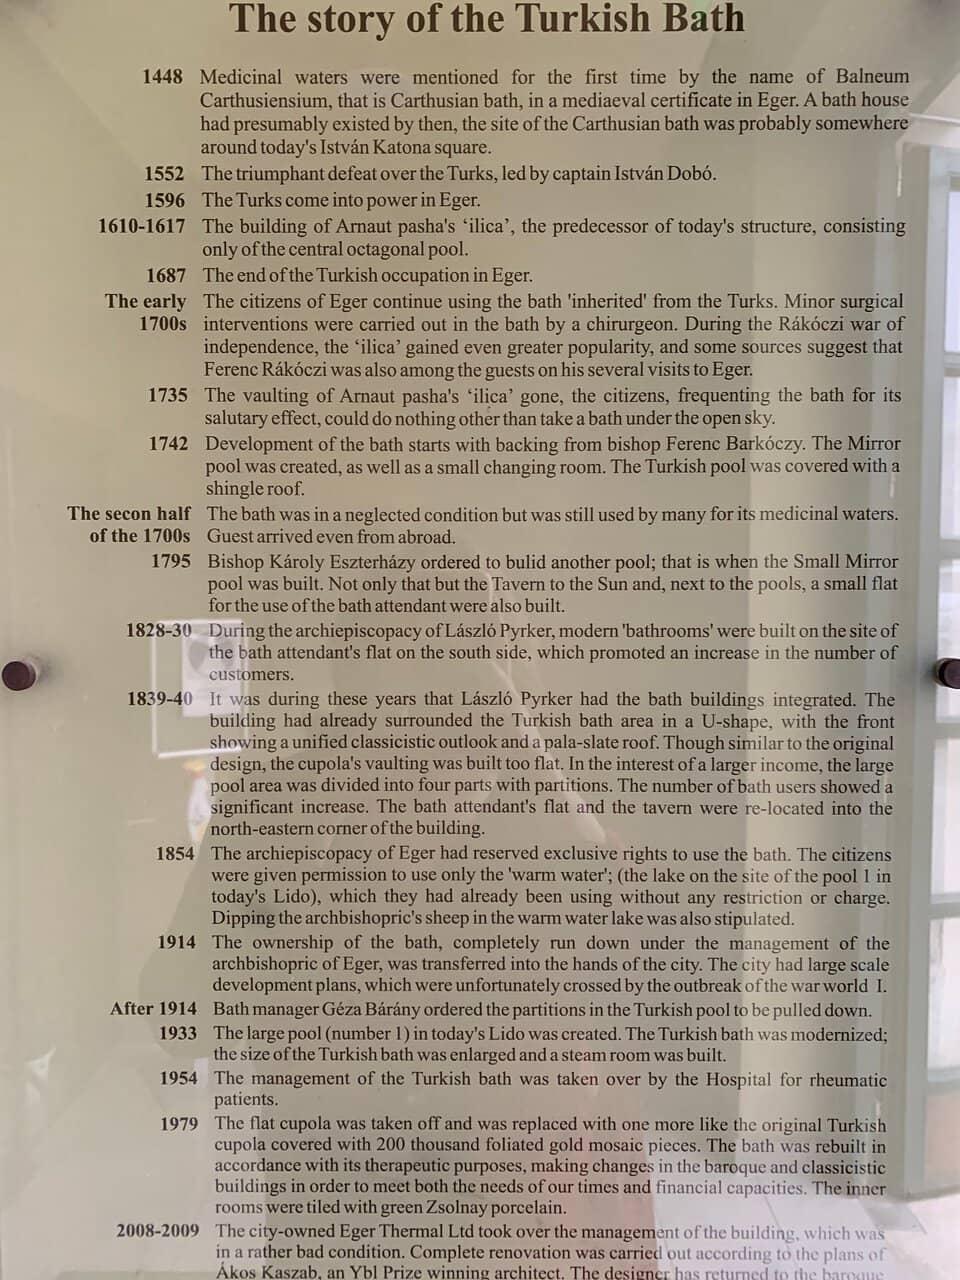 The story of the Turkish Bath
1448 Medicinal waters were mentioned for the first time by the name of Balneum
Carthusiensium, that is Carthusian bath, in a mediaeval certificate in Eger. A bath house
had presumably existed by then, the site of the Carthusian bath was probably somewhere
around today's István Katona square.
1552 The triumphant defeat over the Turks, led by captain István Dobó.
1596 The Turks come into power in Eger.
1610-1617 The building of Arnaut pasha's ‘ilica’, the predecessor of today's structure, consisting
only of the central octagonal pool.
1687 The end of the Turkish occupation in Eger.
The early The citizens of Eger continue using the bath 'inherited' from the Turks. Minor surgical
1700s interventions were carried out in the bath by a chirurgeon. During the Rákóczi war of
independence, the ‘ilica’ gained even greater popularity, and some sources suggest that
Ferenc Rákóczi was also among the guests on his several visits to Eger.
1735 The vaulting of Arnaut pasha's ‘ilica’ gone, the citizens, frequenting the bath for its
salutary effect, could do nothing other than take a bath under the open sky.
1742 Development of the bath starts with backing from bishop Ferenc Barkóczy. The Mirror
pool was created, as well as a small changing room. The Turkish pool was covered with a
shingle roof.
The secon half The bath was in a neglected condition but was still used by many for its medicinal waters.
of the 1700s Guest arrived even from abroad.
1795 Bishop Károly Eszterházy ordered to bulid another pool; that is when the Small Mirror
pool was built. Not only that but the Tavern to the Sun and, next to the pools, a small flat
for the use of the bath attendant were also built.
1828-30 During the archiepiscopacy of László Pyrker, modern 'bathrooms' were built on the site of
the bath attendant's flat on the south side, which promoted an increase in the number of
customers.
1839-40 It was during these years that László Pyrker had the bath buildings integrated. The
building had already surrounded the Turkish bath area in a U-shape, with the front
showing a unified classicistic outlook and a pala-slate roof. Though similar to the original
design, the cupola's vaulting was built too flat. In the interest of a larger income, the large
pool area was divided into four parts with partitions. The number of bath users showed a
significant increase. The bath attendant's flat and the tavern were re-located into the
north-eastern corner of the building.
1854 The archiepiscopacy of Eger had reserved exclusive rights to use the bath. The citizens
were given permission to use only the 'warm water'; (the lake on the site of the pool 1 in
today's Lido), which they had already been using without any restriction or charge.
Dipping the archbishopric's sheep in the warm water lake was also stipulated.
1914 The ownership of the bath, completely run down under the management of the
archbishopric of Eger, was transferred into the hands of the city. The city had large scale
development plans, which were unfortunately crossed by the outbreak of the war world I.
After 1914 Bath manager Géza Bárány ordered the partitions in the Turkish pool to be pulled down.
1933 The large pool (number 1) in today's Lido was created. The Turkish bath was modernized;
the size of the Turkish bath was enlarged and a steam room was built.
1954 The management of the Turkish bath was taken over by the Hospital for rheumatic
patients.
1979 The flat cupola was taken off and was replaced with one more like the original Turkish
cupola covered with 200 thousand foliated gold mosaic pieces. The bath was rebuilt in
accordance with its therapeutic purposes, making changes in the baroque and classicistic
buildings in order to meet both the needs of our times and financial capacities. The inner
rooms were tiled with green Zsolnay porcelain.
2008-2009 The city-owned Eger Thermal Ltd took over the management of the building, which was
in a rather bad condition. Complete renovation was carried out according to the plans of
Ákos Kaszab, an Ybl Prize winning architect. The designer has returned to the baroque